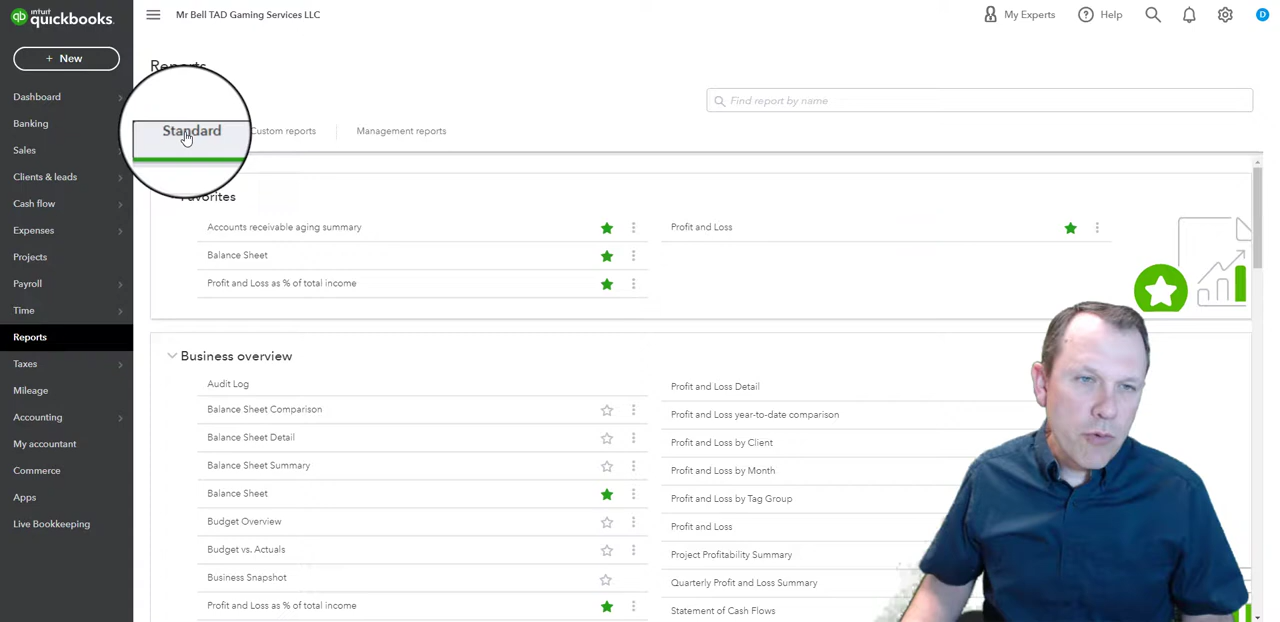 intuit
quickbooks.
Mr Bell TAD Gaming Services LLC
My Experts
Help
D
+ New
Dashboard
Banking
Sales
Clients & leads
Cash flow
Expenses
Projects
Payroll
Time
Reports
Taxes
Mileage
Accounting
My accountant
Commerce
Apps
Live Bookkeeping
Reports
Find report by name
Standard
Custom reports
Management reports
Favorites
Accounts receivable aging summary
Balance Sheet
Profit and Loss as % of total income
Profit and Loss
Business overview
Audit Log
Balance Sheet Comparison
Balance Sheet Detail
Balance Sheet Summary
Balance Sheet
Budget Overview
Budget vs. Actuals
Business Snapshot
Profit and Loss as % of total income
Profit and Loss Detail
Profit and Loss year-to-date comparison
Profit and Loss by Client
Profit and Loss by Month
Profit and Loss by Tag Group
Profit and Loss
Project Profitability Summary
Quarterly Profit and Loss Summary
Statement of Cash Flows